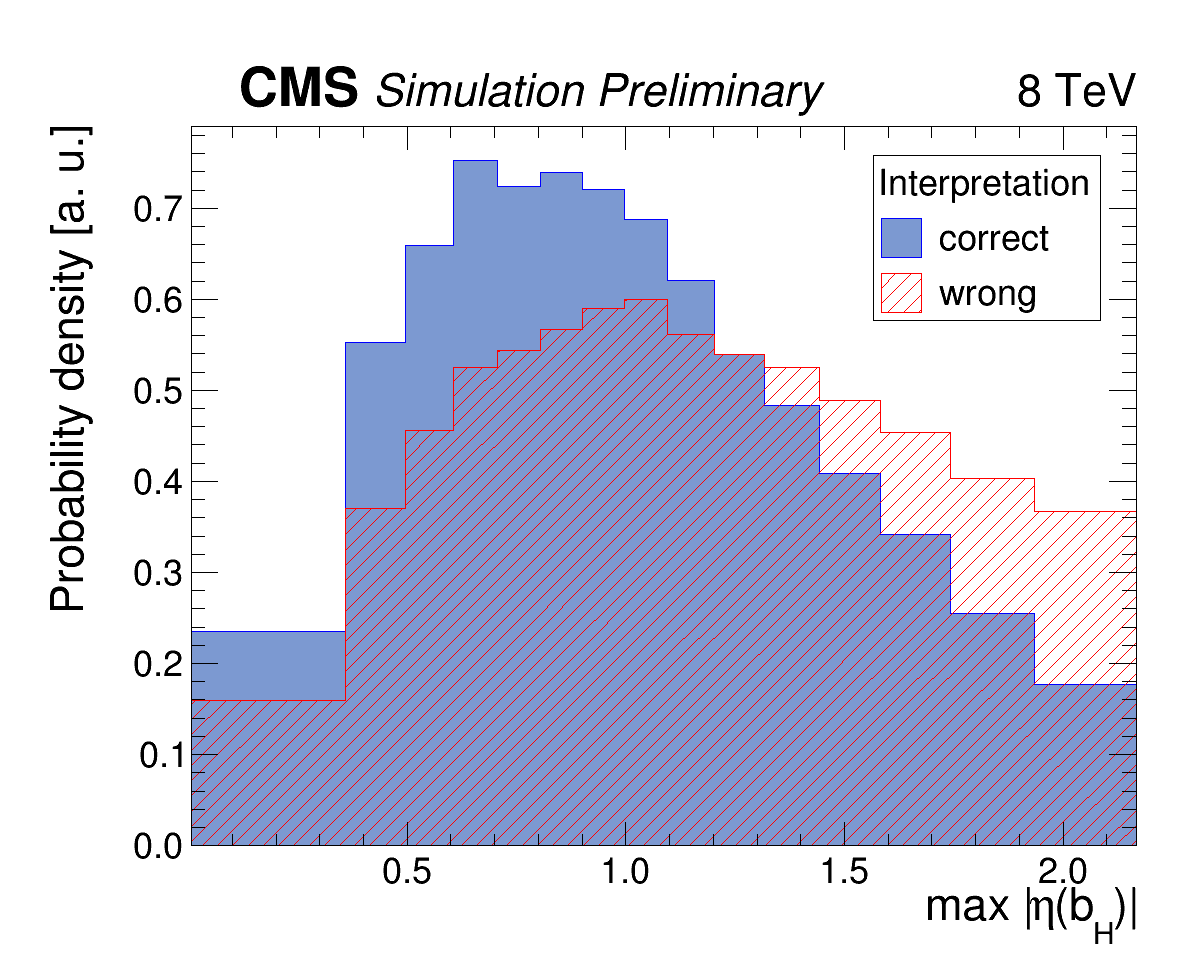 CMS Simulation Preliminary 8 TeV
Probability density [a. u.]
Interpretation
correct
wrong
0.7
0.6
0.5
0.4
0.3
0.2
0.1
0.0
0.5 1.0 1.5 2.0
max |η(b_H)|